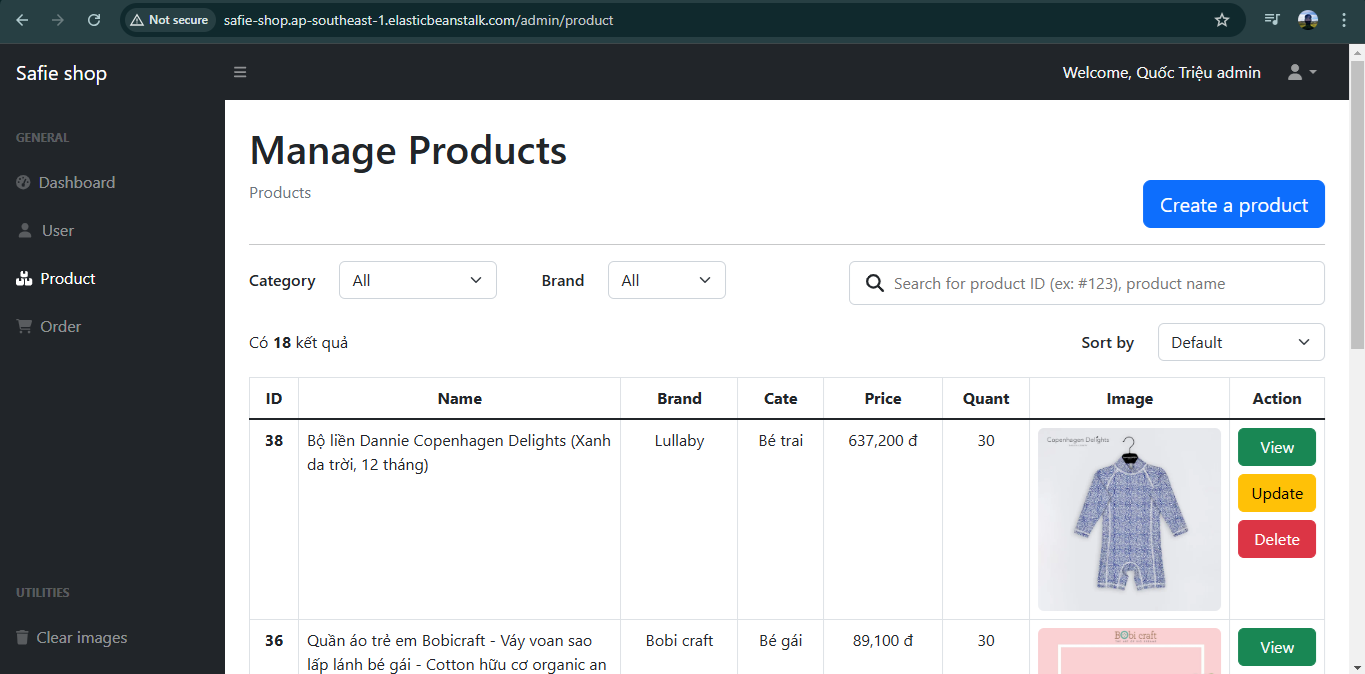 Not secure
safie-shop.ap-southeast-1.elasticbeanstalk.com/admin/product
Safie shop
Welcome, Quốc Triệu admin
GENERAL
Dashboard
User
Product
Order
UTILITIES
Clear images
Manage Products
Products
Create a product
Category
All
Brand
All
Search for product ID (ex: #123), product name
Có 18 kết quả
Sort by
Default
ID Name Brand Cate Price Quant Image Action
38
Bộ liền Dannie Copenhagen Delights (Xanh
da trời, 12 tháng)
Lullaby
Bé trai
637,200 đ
30
Copenhagen Delights
View
Update
Delete
36
Quần áo trẻ em Bobicraft - Váy voan sao
lấp lánh bé gái - Cotton hữu cơ organic an
Bobi craft
Bé gái
89,100 đ
30
BObi craft
View